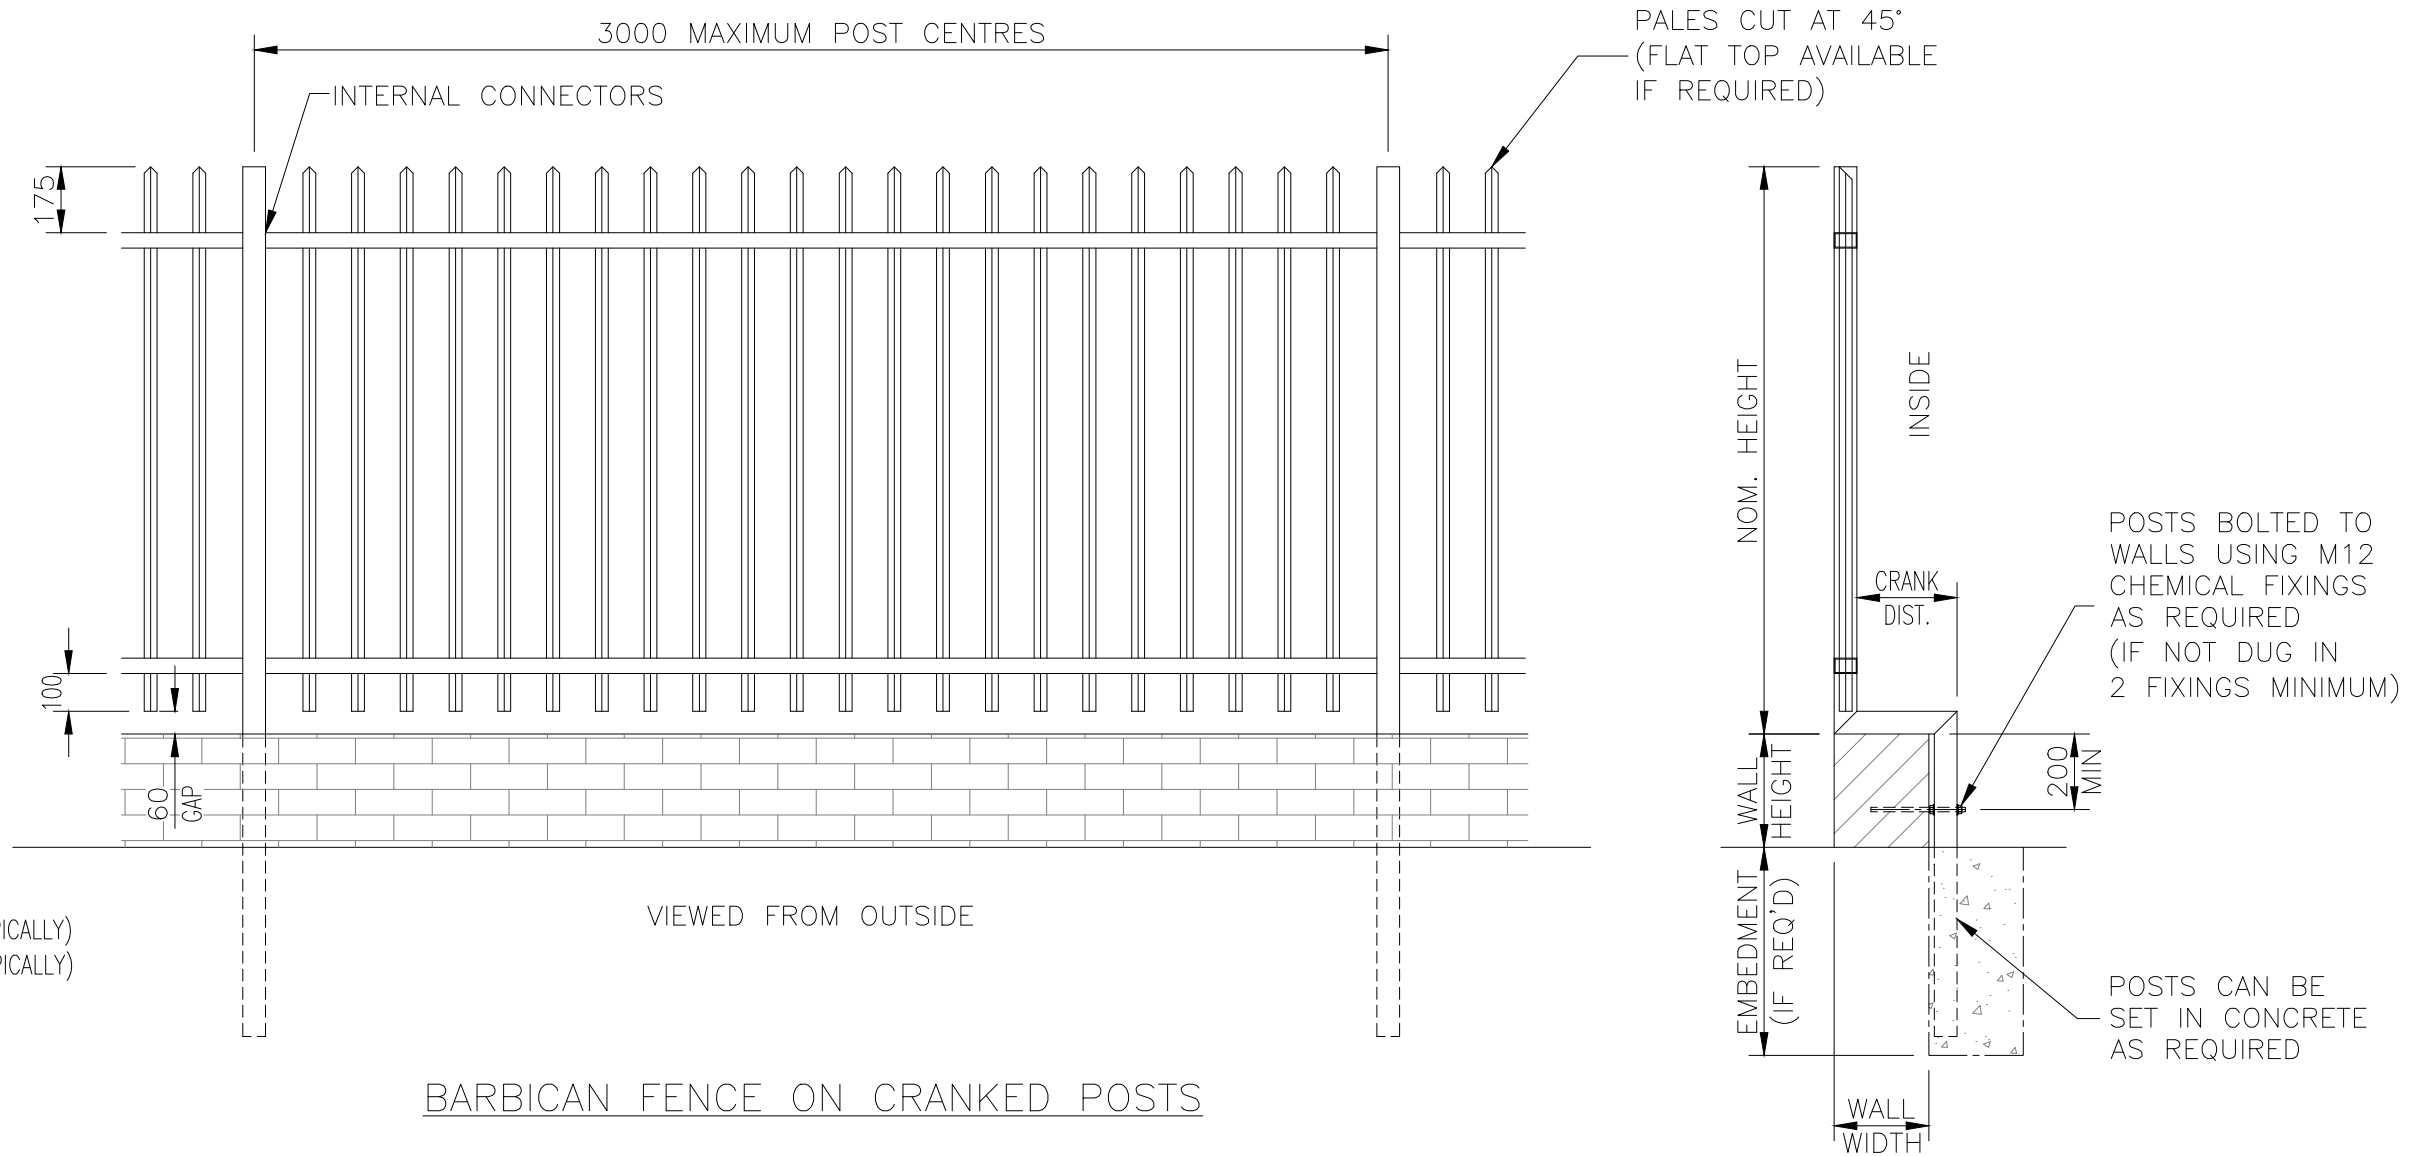 3000 MAXIMUM POST CENTRES
INTERNAL CONNECTORS
PALES CUT AT 45°
(FLAT TOP AVAILABLE
IF REQUIRED)
175
100
60
GAP
VIEWED FROM OUTSIDE
BARBICAN FENCE ON CRANKED POSTS
NOM. HEIGHT
INSIDE
CRANK
DIST.
POSTS BOLTED TO
WALLS USING M12
CHEMICAL FIXINGS
AS REQUIRED
(IF NOT DUG IN
2 FIXINGS MINIMUM)
WALL
HEIGHT
200
MIN
EMBEDMENT
(IF REQ'D)
POSTS CAN BE
SET IN CONCRETE
AS REQUIRED
WALL
WIDTH